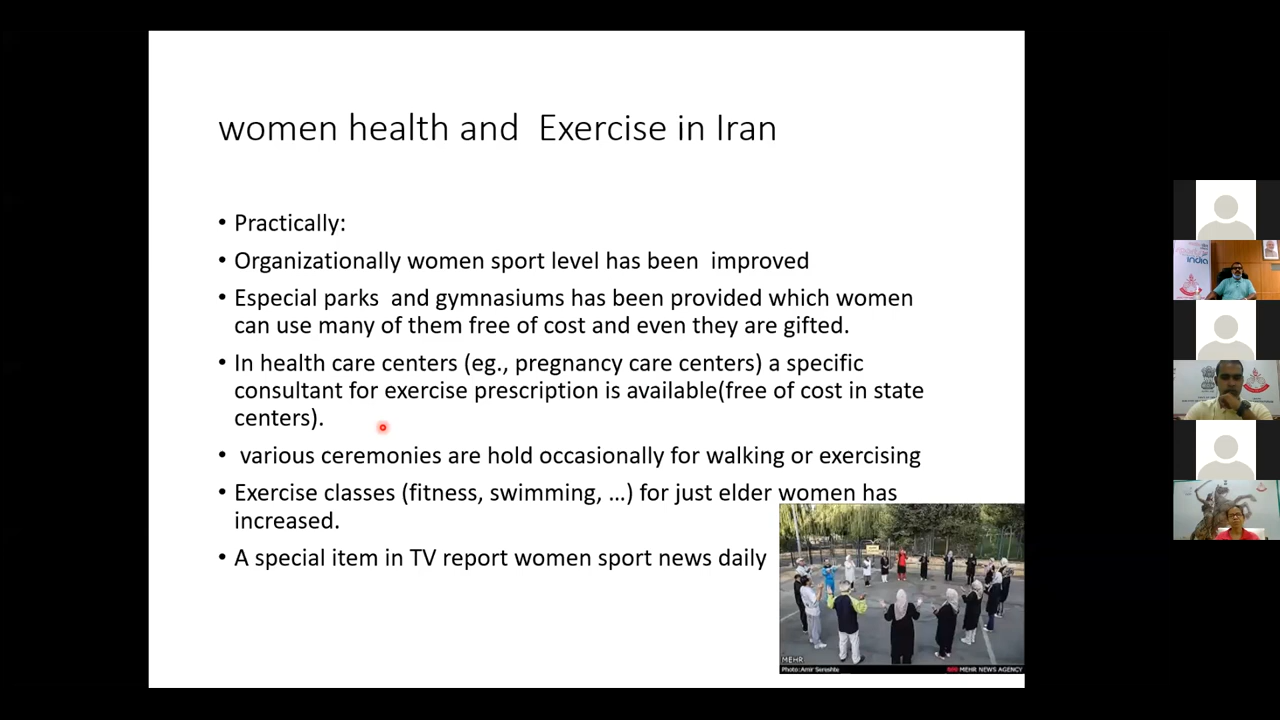 women health and  Exercise in Iran
• Practically:
• Organizationally women sport level has been  improved
• Especial parks  and gymnasiums has been provided which women
can use many of them free of cost and even they are gifted.
• In health care centers (eg., pregnancy care centers) a specific
consultant for exercise prescription is available(free of cost in state
centers).
•  various ceremonies are hold occasionally for walking or exercising
• Exercise classes (fitness, swimming, ...) for just elder women has
increased.
• A special item in TV report women sport news daily
MEHR
MEHR NEWS AGENCY
india